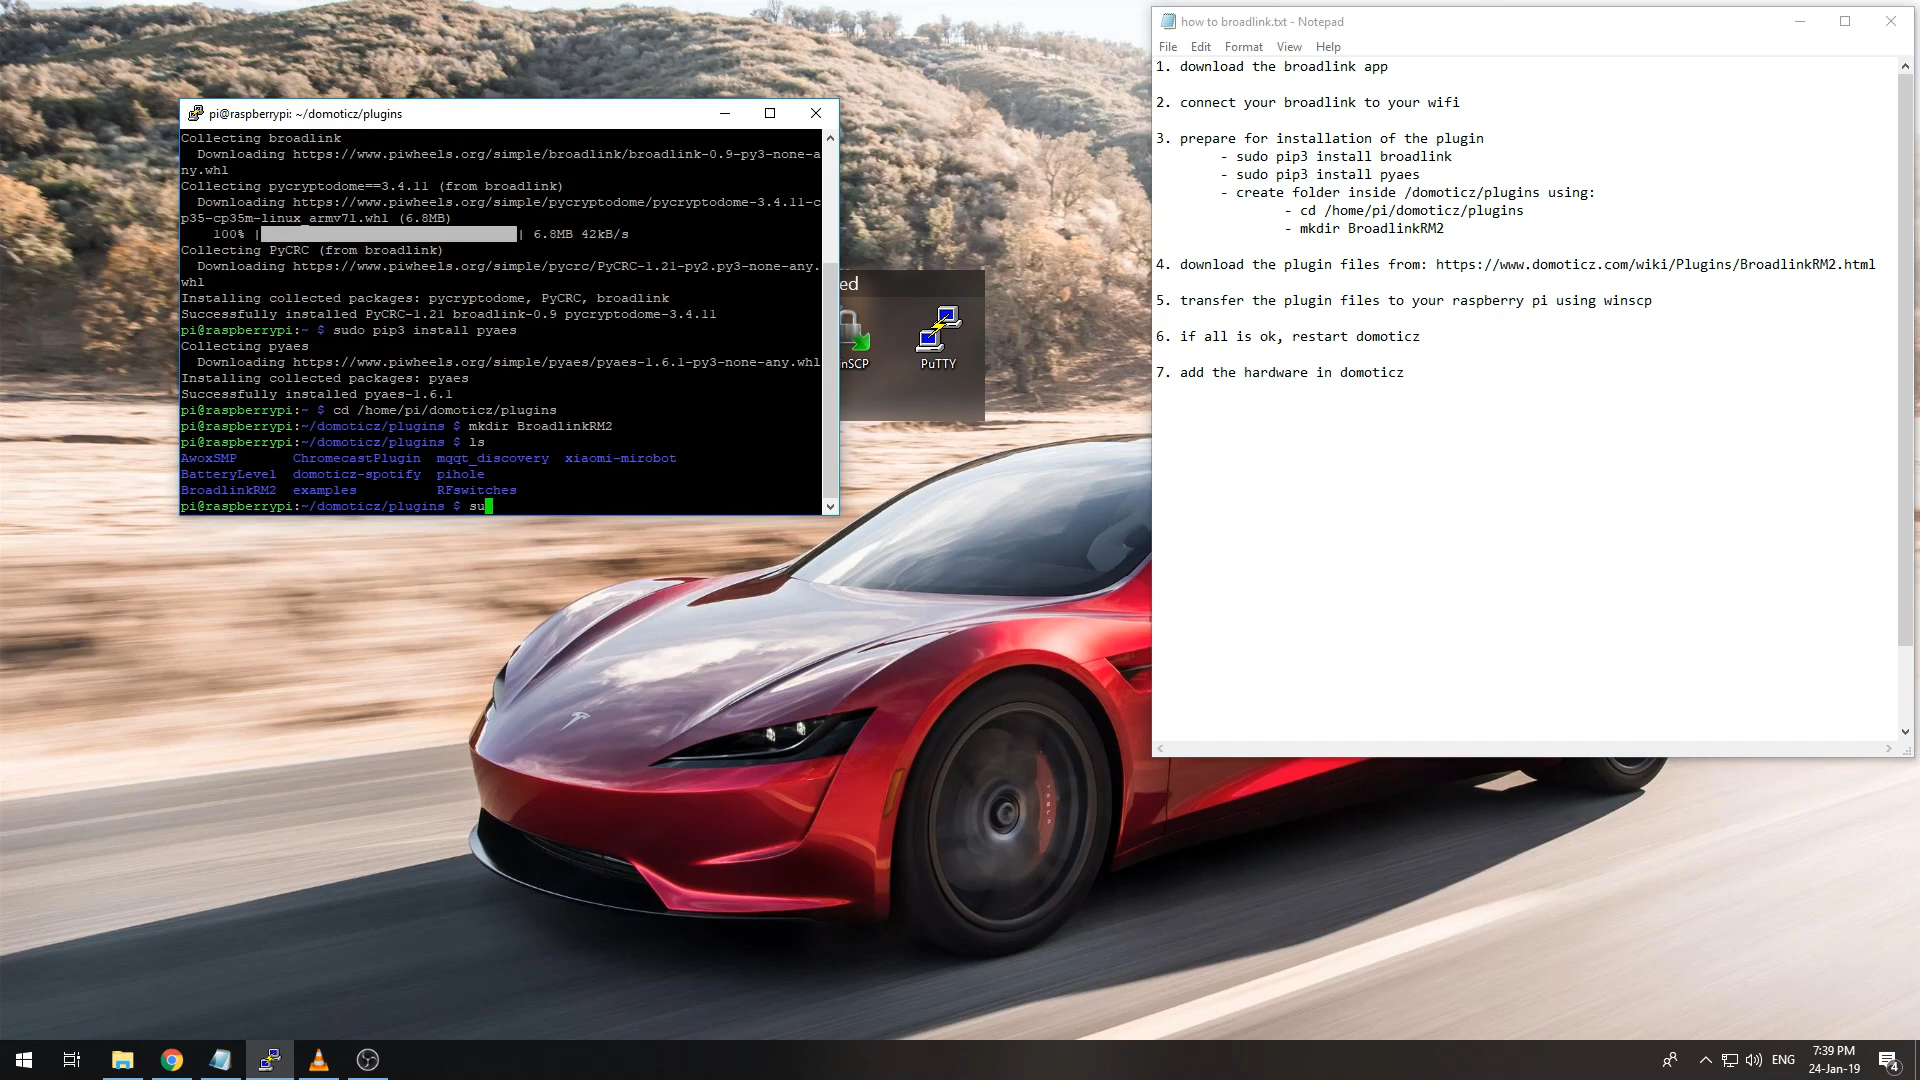 pi@raspberrypi: ~/domoticz/plugins
Collecting broadlink
Downloading https://www.piwheels.org/simple/broadlink/broadlink-0.9-py3-none-a
ny.whl
Collecting pycryptodome==3.4.11 (from broadlink)
Downloading https://www.piwheels.org/simple/pycryptodome/pycryptodome-3.4.11-c
p35-cp35m-linux_armv7l.whl (6.8MB)
100% | | 6.8MB 42kB/s
Collecting PyCRC (from broadlink)
Downloading https://www.piwheels.org/simple/pycrc/PyCRC-1.21-py2.py3-none-any.
whl
Installing collected packages: pycryptodome, PyCRC, broadlink
Successfully installed PyCRC-1.21 broadlink-0.9 pycryptodome-3.4.11
pi@raspberrypi:~ $ sudo pip3 install pyaes
Collecting pyaes
Downloading https://www.piwheels.org/simple/pyaes/pyaes-1.6.1-py3-none-any.whl
Installing collected packages: pyaes
Successfully installed pyaes-1.6.1
pi@raspberrypi:~ $ cd /home/pi/domoticz/plugins
pi@raspberrypi:~/domoticz/plugins $ mkdir BroadlinkRM2
pi@raspberrypi:~/domoticz/plugins $ ls
AwoxSMP ChromecastPlugin mqqt_discovery xiaomi-mirobot
BatteryLevel domoticz-spotify pihole
BroadlinkRM2 examples RFswitches
pi@raspberrypi:~/domoticz/plugins $ su
ed
nSCP
PuTTY
how to broadlink.txt - Notepad
File Edit Format View Help
1. download the broadlink app
2. connect your broadlink to your wifi
3. prepare for installation of the plugin
- sudo pip3 install broadlink
- sudo pip3 install pyaes
- create folder inside /domoticz/plugins using:
- cd /home/pi/domoticz/plugins
- mkdir BroadlinkRM2
4. download the plugin files from: https://www.domoticz.com/wiki/Plugins/BroadlinkRM2.html
5. transfer the plugin files to your raspberry pi using winscp
6. if all is ok, restart domoticz
7. add the hardware in domoticz
TESLA
ENG
7:39 PM
24-Jan-19
4